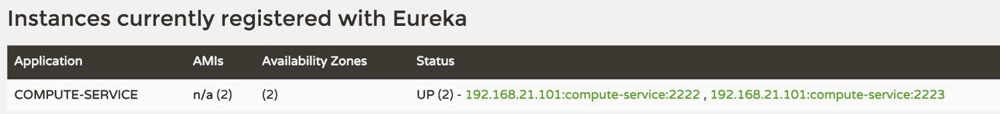 Instances currently registered with Eureka
Application AMIs Availability Zones Status
COMPUTE-SERVICE n/a (2) (2) UP (2) - 192.168.21.101:compute-service:2222 , 192.168.21.101:compute-service:2223